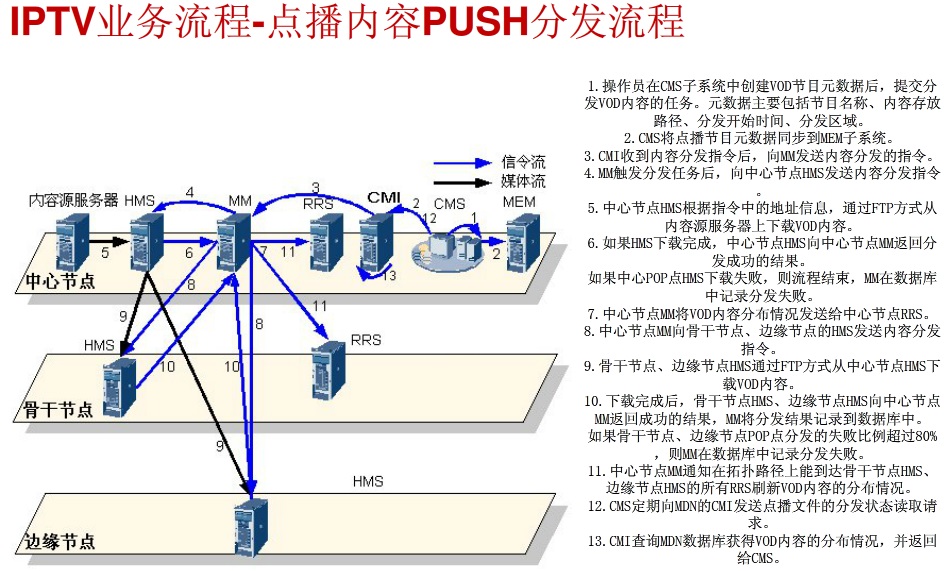 IPTV业务流程-点播内容PUSH分发流程
1.操作员在CMS子系统中创建VOD节目元数据后，提交分
发VOD内容的任务。元数据主要包括节目名称、内容存放
路径、分发开始时间、分发区域。
2.CMS将点播节目元数据同步到MEM子系统。
3.CMI收到内容分发指令后，向MM发送内容分发的指令。
4.MM触发分发任务后，向中心节点HMS发送内容分发指令
。
5.中心节点HMS根据指令中的地址信息，通过FTP方式从
内容源服务器上下载VOD内容。
6.如果HMS下载完成，中心节点HMS向中心节点MM返回分
发成功的结果。
如果中心POP点HMS下载失败，则流程结束，MM在数据库
中记录分发失败。
7.中心节点MM将VOD内容分布情况发送给中心节点RRS。
8.中心节点MM向骨干节点、边缘节点的HMS发送内容分发
指令。
9.骨干节点、边缘节点HMS通过FTP方式从中心节点HMS下
载VOD内容。
10.下载完成后，骨干节点HMS、边缘节点HMS向中心节点
MM返回成功的结果，MM将分发结果记录到数据库中。
如果骨干节点、边缘节点POP点分发的失败比例超过80%
，则MM在数据库中记录分发失败。
11.中心节点MM通知在拓扑路径上能到达骨干节点HMS、
边缘节点HMS的所有RRS刷新VOD内容的分布情况。
12.CMS定期向MDN的CMI发送点播文件的分发状态读取请
求。
13.CMI查询MDN数据库获得VOD内容的分布情况，并返回
给CMS。
信令流
媒体流
内容源服务器 HMS MM RRS CMI CMS MEM
4 3 2 12 1
5 6 7 11 2
8 13
中心节点
9 8 11
HMS RRS
10 10
骨干节点
9
HMS
边缘节点